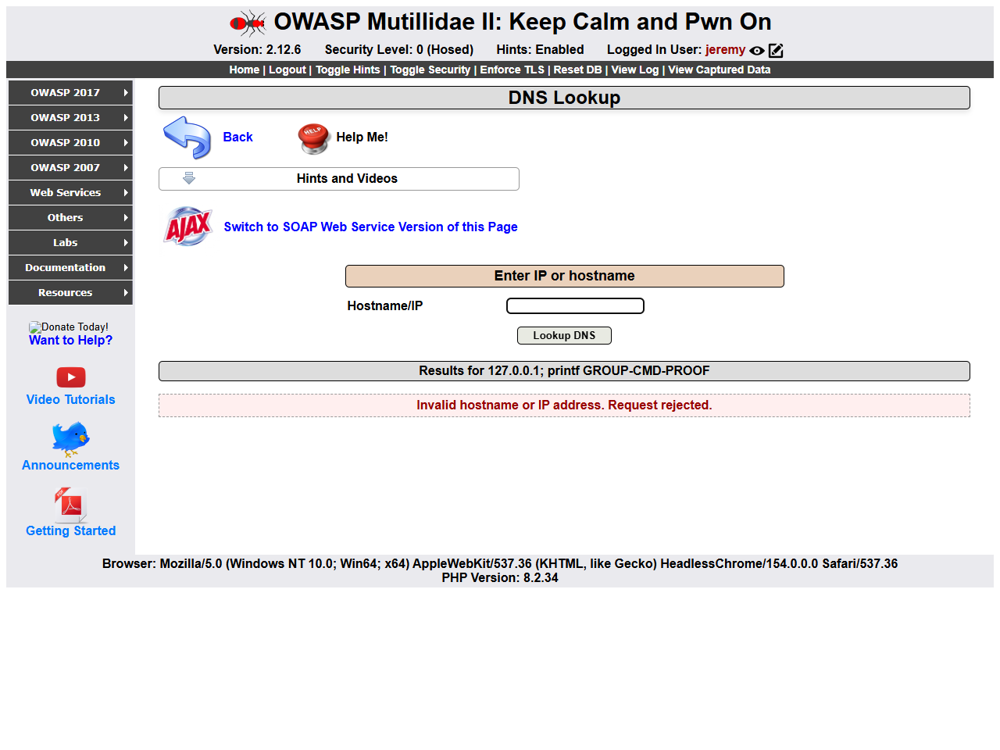 OWASP Mutillidae II: Keep Calm and Pwn On
Version: 2.12.6 Security Level: 0 (Hosed) Hints: Enabled Logged In User: jeremy
Home | Logout | Toggle Hints | Toggle Security | Enforce TLS | Reset DB | View Log | View Captured Data
OWASP 2017
OWASP 2013
OWASP 2010
OWASP 2007
Web Services
Others
Labs
Documentation
Resources
Donate Today!
Want to Help?
Video Tutorials
Announcements
Getting Started
DNS Lookup
Back
HELP
Help Me!
Hints and Videos
AJAX
Switch to SOAP Web Service Version of this Page
Enter IP or hostname
Hostname/IP
Lookup DNS
Results for 127.0.0.1; printf GROUP-CMD-PROOF
Invalid hostname or IP address. Request rejected.
Browser: Mozilla/5.0 (Windows NT 10.0; Win64; x64) AppleWebKit/537.36 (KHTML, like Gecko) HeadlessChrome/154.0.0.0 Safari/537.36
PHP Version: 8.2.34